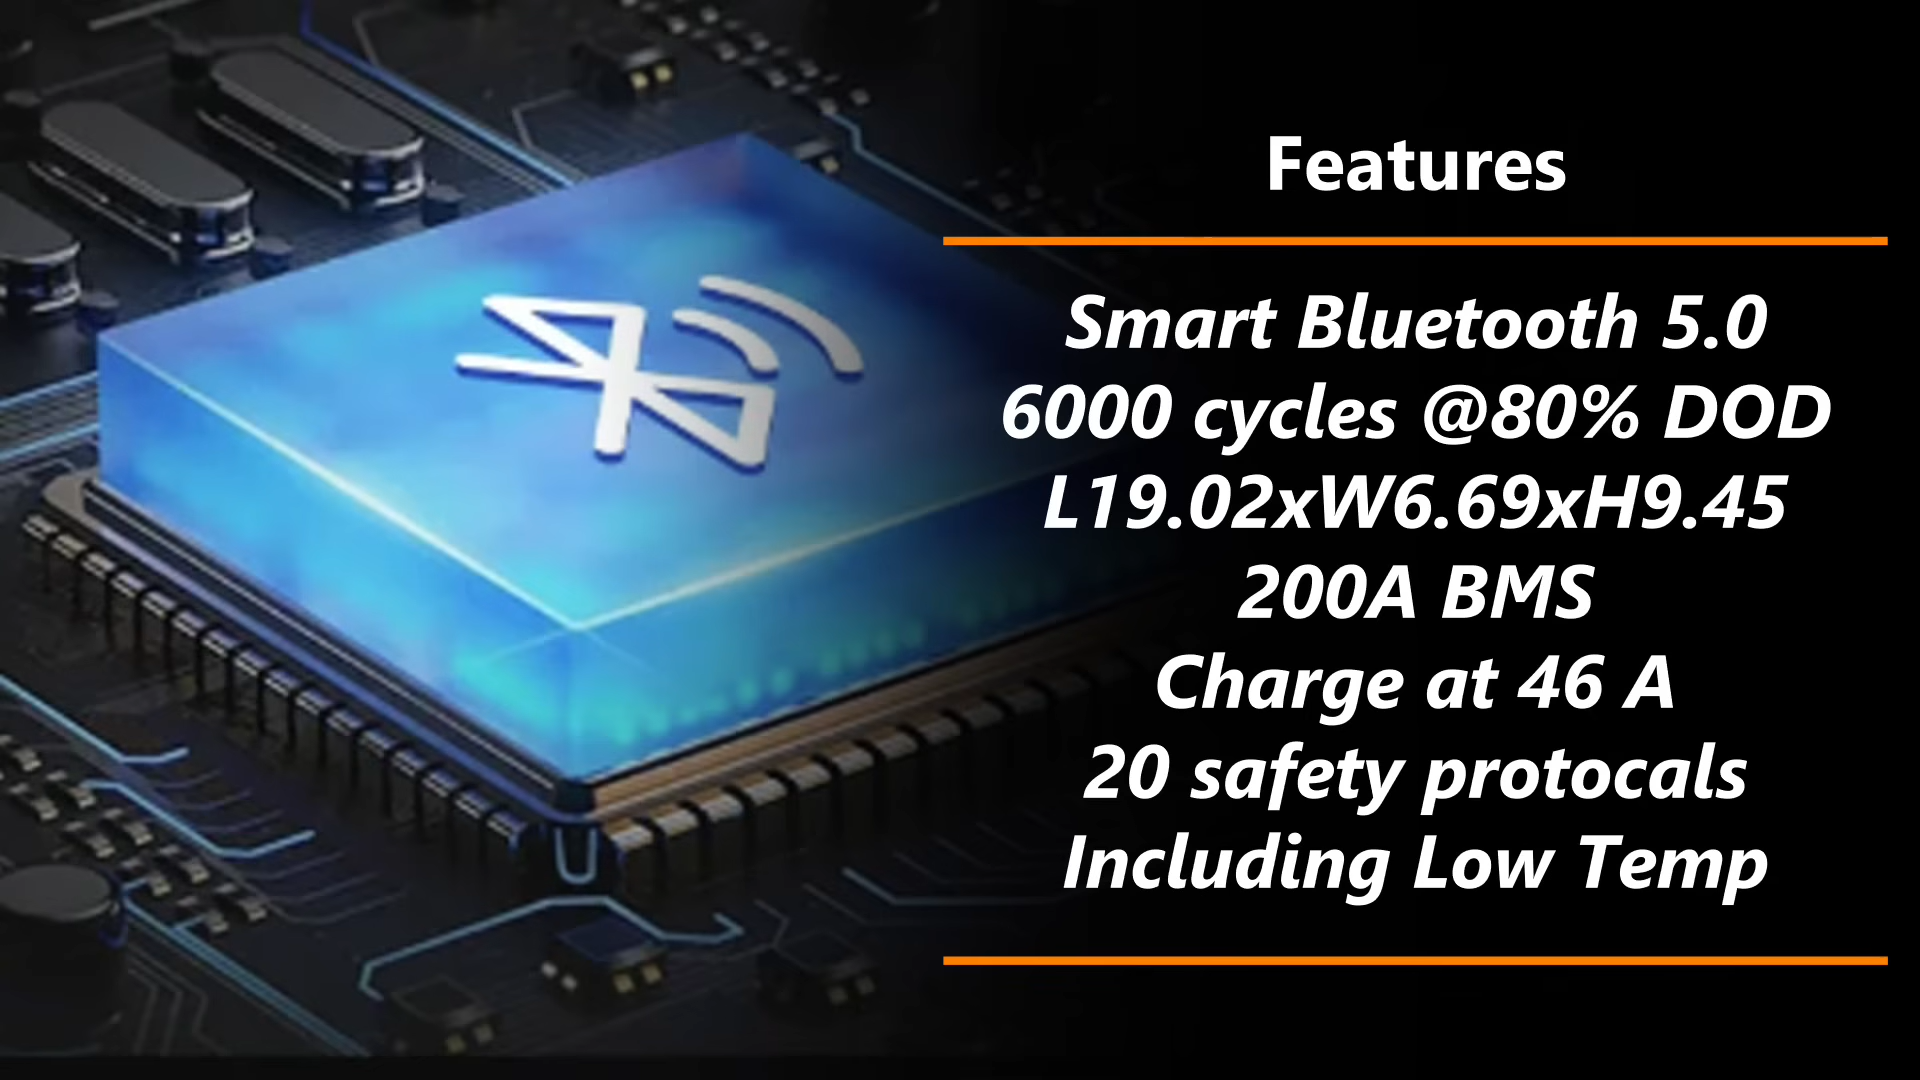 Features
Smart Bluetooth 5.0
6000 cycles @80% DOD
L19.02xW6.69xH9.45
200A BMS
Charge at 46 A
20 safety protocals
Including Low Temp